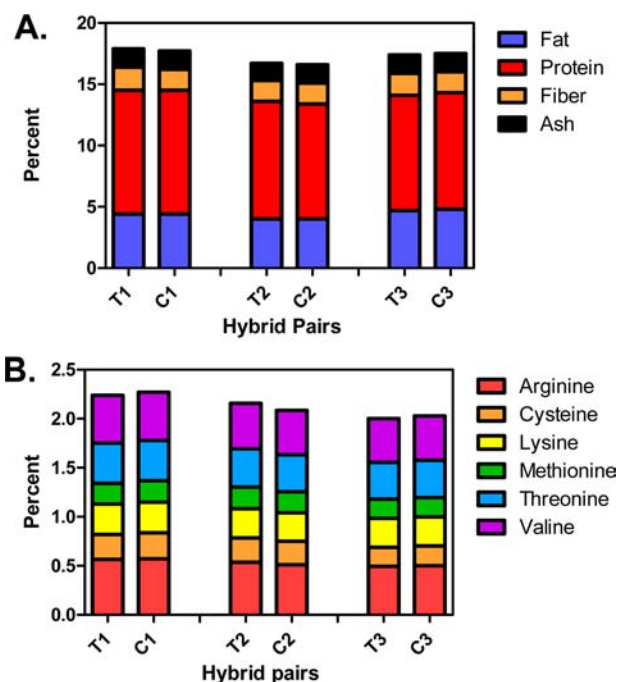 A.
20
15
10
5
0
Percent
T1 C1 T2 C2 T3 C3
Hybrid Pairs
Fat
Protein
Fiber
Ash
B.
2.5
2.0
1.5
1.0
0.5
0.0
Percent
T1 C1 T2 C2 T3 C3
Hybrid pairs
Arginine
Cysteine
Lysine
Methionine
Threonine
Valine